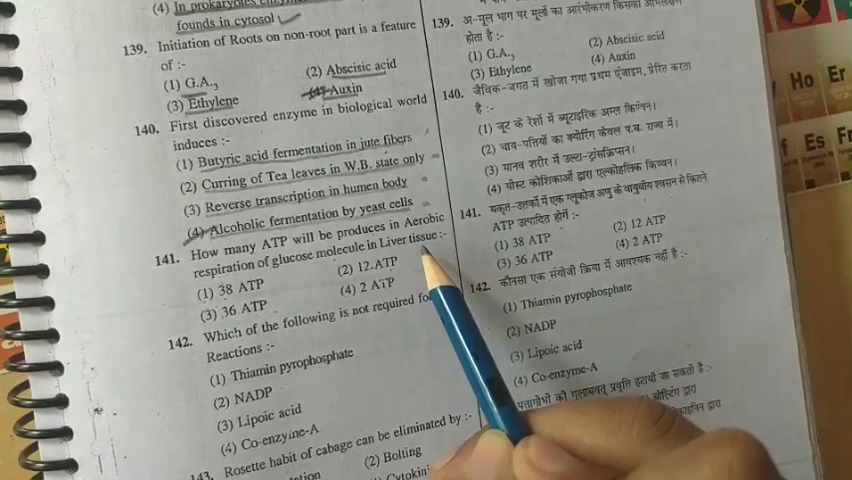 (4) In prokaryotes
founds in cytosol
139. Initiation of Roots on non-root part is a feature
of :-
(1) G.A.3
(2) Abscisic acid
(3) Ethylene
(4) Auxin
140. First discovered enzyme in biological world
induces :-
(1) Butyric acid fermentation in jute fibers
(2) Curring of Tea leaves in W.B. state only
(3) Reverse transcription in humen body
(4) Alcoholic fermentation by yeast cells
141. How many ATP will be produces in Aerobic
respiration of glucose molecule in Liver tissue :-
(1) 38 ATP
(2) 12 ATP
(3) 36 ATP
(4) 2 ATP
142. Which of the following is not required
Reactions :-
(1) Thiamin pyrophosphate
(2) NADP
(3) Lipoic acid
(4) Co-enzyme-A
143. Rosette habit of cabage can be eliminated by :-
(2) Bolting
139. अ-मूल भाग पर मूलों का आरंभीकरण किसका
होता है :-
(1) G.A.3
(2) Abscisic acid
(3) Ethylene
(4) Auxin
140. जैविक-जगत में खोजा गया प्रथम एंजाइम, प्रेरित करता
है :-
(1) जूट के रेशों में ब्यूटाइरिक अम्ल किण्वन।
(2) चाय-पत्तियों का क्योरिंग केवल प.ब. राज्य में।
(3) मानव शरीर में उल्टा-ट्रांसक्रिप्सन।
(4) यीस्ट कोशिकाओं द्वारा एल्कोहलिक किण्वन।
141. यकृत-उतकों में एक ग्लूकोज अणु के वायुवीय श्वसन से कितने
ATP उत्पादित होगें :-
(1) 38 ATP
(2) 12 ATP
(3) 36 ATP
(4) 2 ATP
142. कौनसा एक संयोजी क्रिया में आवश्यक नहीं है :-
(1) Thiamin pyrophosphate
(2) NADP
(3) Lipoic acid
(4) Co-enzyme-A
प्रवृति हटायी जा सकती है :-
बोल्टिंग द्वारा
द्वारा
Ho Er
Es